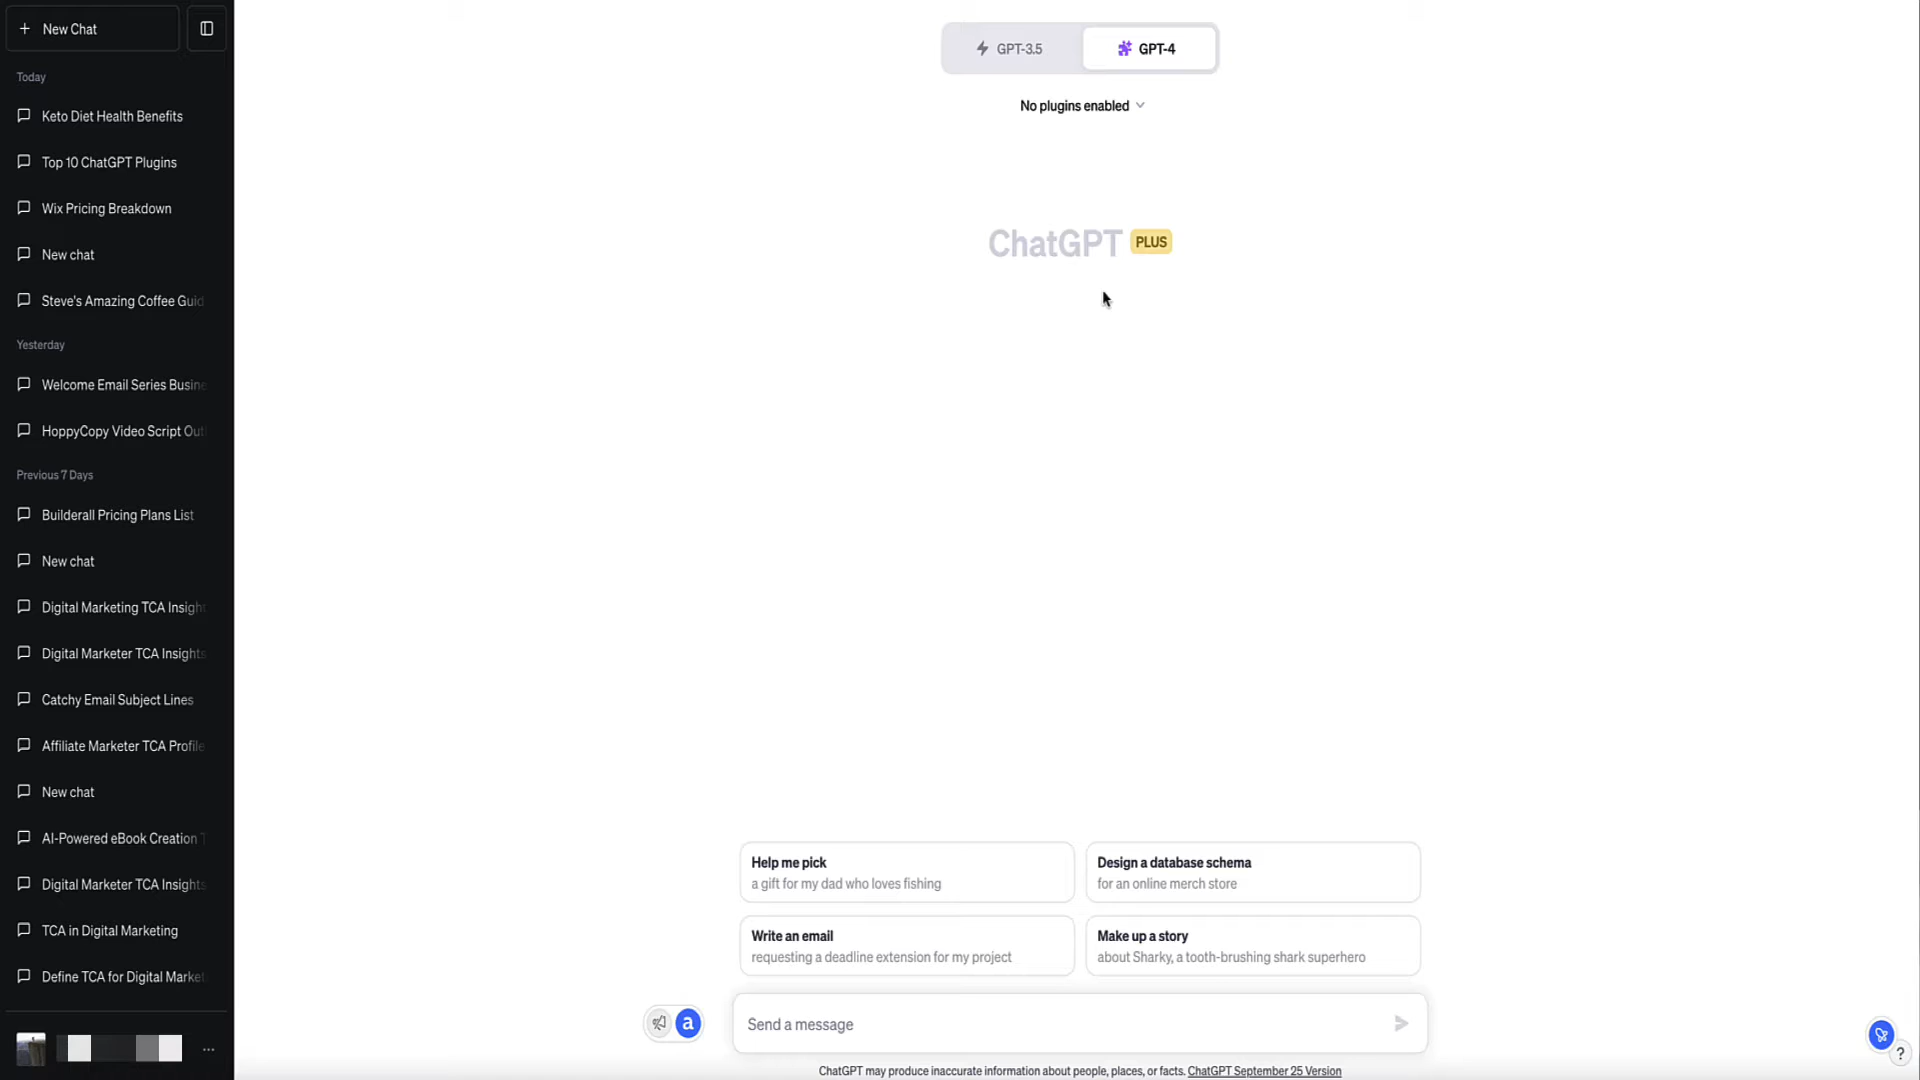 New Chat
Today
Keto Diet Health Benefits
Top 10 ChatGPT Plugins
Wix Pricing Breakdown
New chat
Steve's Amazing Coffee Guid
Yesterday
Welcome Email Series Busine
HoppyCopy Video Script Out
Previous 7 Days
Builderall Pricing Plans List
New chat
Digital Marketing TCA Insigh
Digital Marketer TCA Insights
Catchy Email Subject Lines
Affiliate Marketer TCA Profile
New chat
AI-Powered eBook Creation T
Digital Marketer TCA Insights
TCA in Digital Marketing
Define TCA for Digital Market
...
GPT-3.5
GPT-4
No plugins enabled
ChatGPT PLUS
Help me pick
a gift for my dad who loves fishing
Design a database schema
for an online merch store
Write an email
requesting a deadline extension for my project
Make up a story
about Sharky, a tooth-brushing shark superhero
a
Send a message
ChatGPT may produce inaccurate information about people, places, or facts. ChatGPT September 25 Version
?